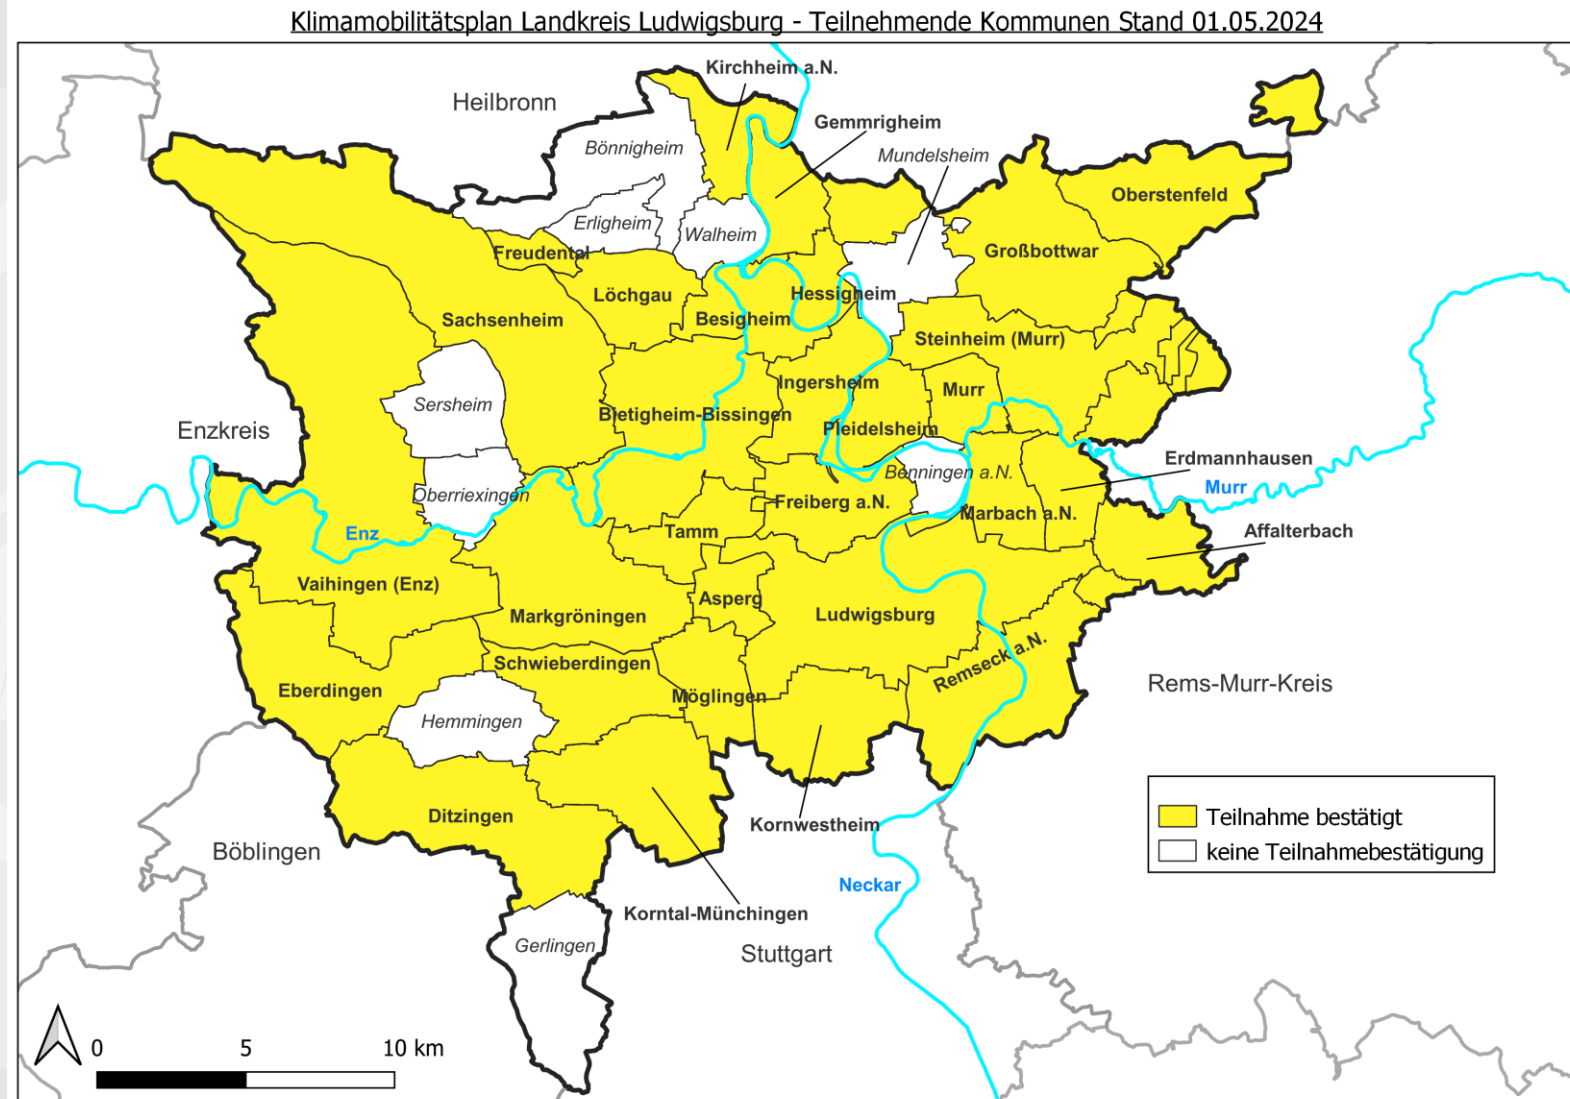 Klimamobilitätsplan Landkreis Ludwigsburg - Teilnehmende Kommunen Stand 01.05.2024
Kirchheim a.N.
Heilbronn
Gemmrigheim
Bönnigheim
Mundelsheim
Oberstenfeld
Erligheim
Walheim
Freudental
Großbottwar
Löchgau
Hessigheim
Sachsenheim
Besigheim
Steinheim (Murr)
Ingersheim
Murr
Sersheim
Bietigheim-Bissingen
Enzkreis
Pleidelsheim
Erdmannhausen
Benningen a.N.
Murr
Oberriexingen
Freiberg a.N.
Marbach a.N.
Enz
Tamm
Affalterbach
Vaihingen (Enz)
Asperg
Markgröningen
Ludwigsburg
Schwieberdingen
Remseck a.N.
Eberdingen
Möglingen
Rems-Murr-Kreis
Hemmingen
Ditzingen
Kornwestheim
Teilnahme bestätigt
keine Teilnahmebestätigung
Böblingen
Neckar
Korntal-Münchingen
Gerlingen
Stuttgart
0 5 10 km